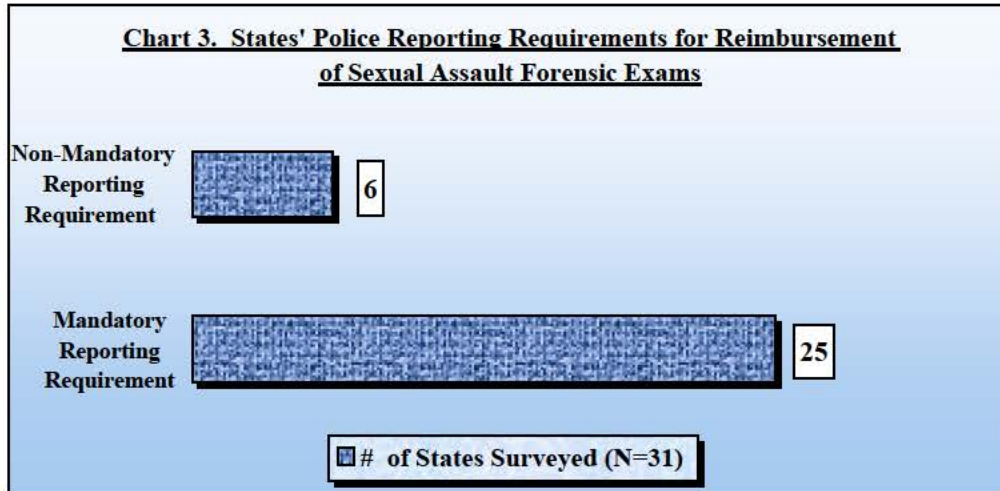 Chart 3. States' Police Reporting Requirements for Reimbursement
of Sexual Assault Forensic Exams
Non-Mandatory
Reporting
Requirement
6
Mandatory
Reporting
Requirement
25
# of States Surveyed (N=31)